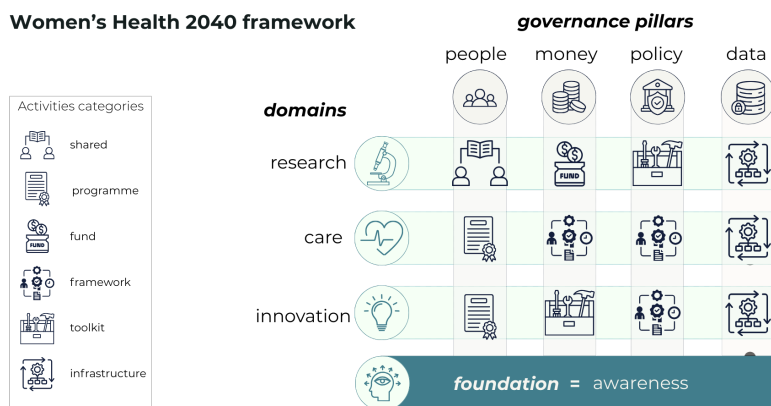 Women's Health 2040 framework
governance pillars
people money policy data
Activities categories
domains
shared
research
FUND
programme
fund
FUND
care
framework
toolkit
innovation
infrastructure
foundation = awareness